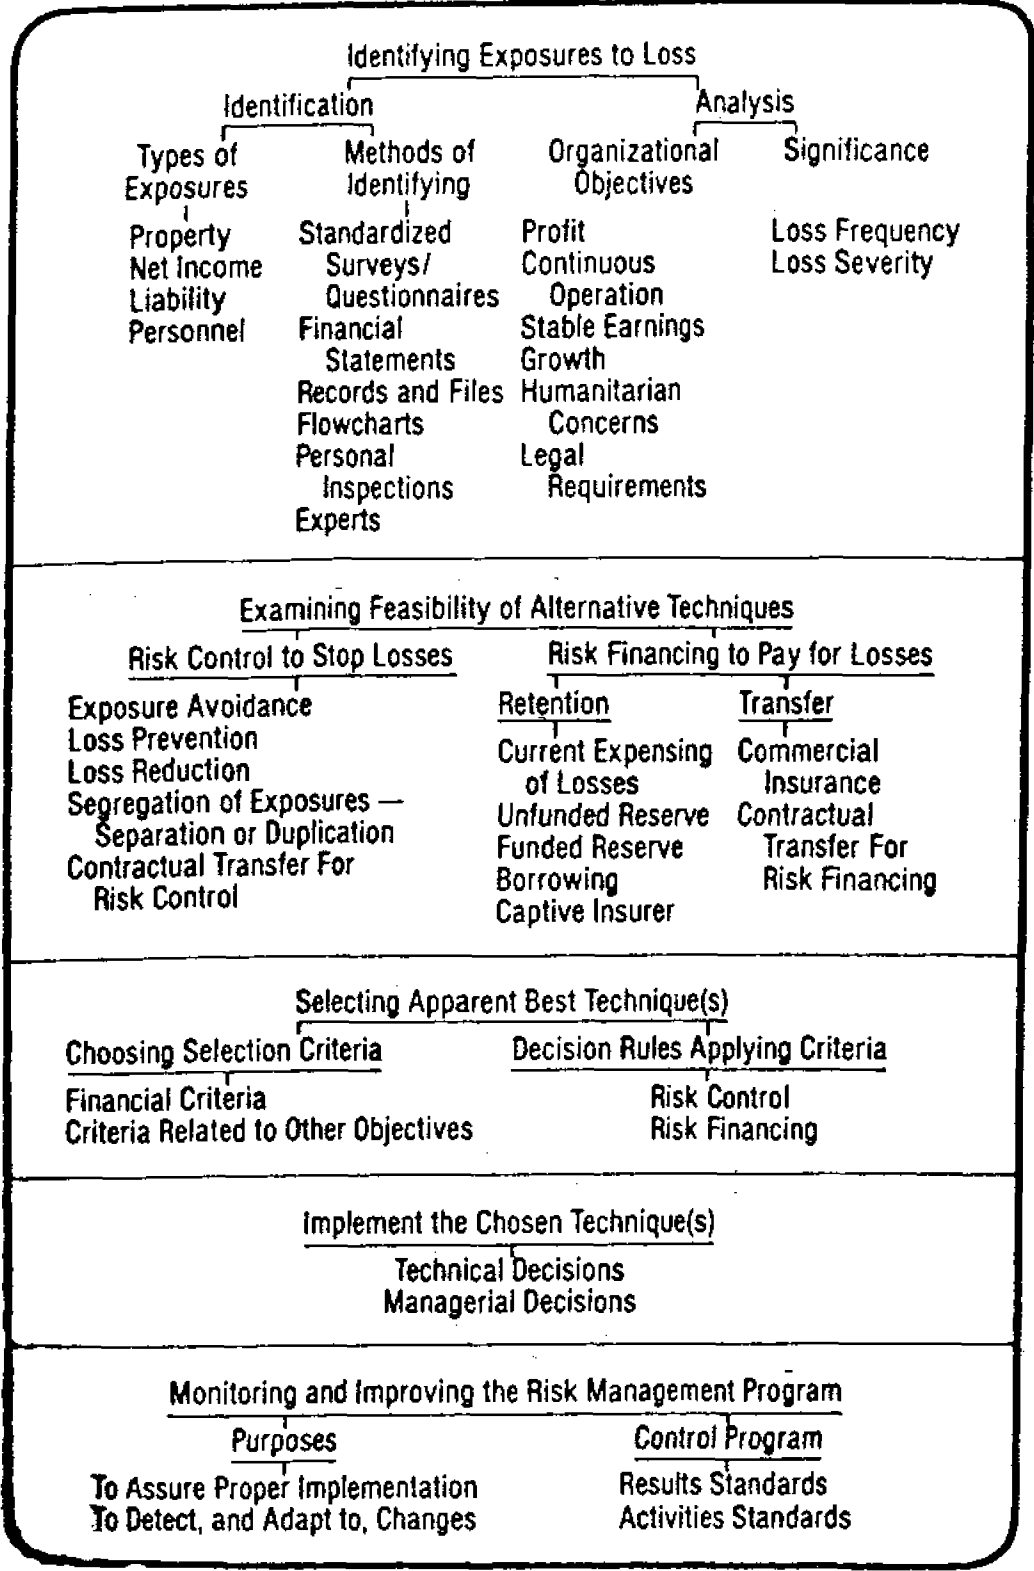 Identifying Exposures to Loss
Identification
Analysis
Types of
Exposures
Methods of
Identifying
Organizational
Objectives
Significance
Property
Net Income
Liability
Personnel
Standardized
Surveys/
Questionnaires
Financial
Statements
Records and Files
Flowcharts
Personal
Inspections
Experts
Profit
Continuous
Operation
Stable Earnings
Growth
Humanitarian
Concerns
Legal
Requirements
Loss Frequency
Loss Severity
Examining Feasibility of Alternative Techniques
Risk Control to Stop Losses
Exposure Avoidance
Loss Prevention
Loss Reduction
Segregation of Exposures —
Separation or Duplication
Contractual Transfer For
Risk Control
Risk Financing to Pay for Losses
Retention
Current Expensing
of Losses
Unfunded Reserve
Funded Reserve
Borrowing
Captive Insurer
Transfer
Commercial
Insurance
Contractual
Transfer For
Risk Financing
Selecting Apparent Best Technique(s)
Choosing Selection Criteria
Financial Criteria
Criteria Related to Other Objectives
Decision Rules Applying Criteria
Risk Control
Risk Financing
Implement the Chosen Technique(s)
Technical Decisions
Managerial Decisions
Monitoring and Improving the Risk Management Program
Purposes
To Assure Proper Implementation
To Detect, and Adapt to, Changes
Control Program
Results Standards
Activities Standards